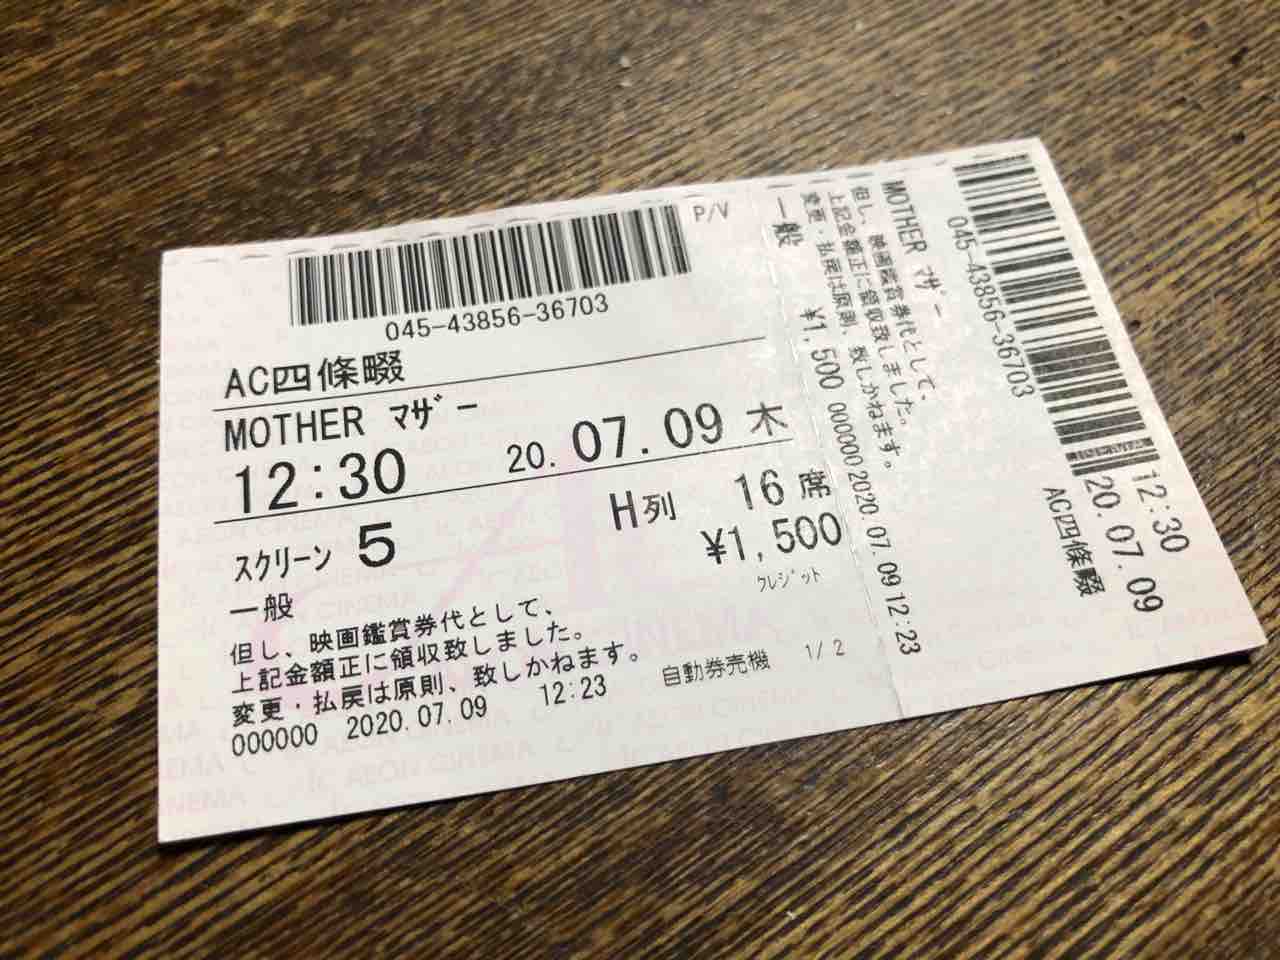 P/V
045-43856-36703
AC四條畷
MOTHER マザー
12:30 20.07.09 木
スクリーン 5 H列 16席
一般 ¥1,500
クレジット
但し、映画鑑賞券代として、
上記金額正に領収致しました。
変更・払戻は原則、致しかねます。
000000 2020.07.09 12:23 自動券売機 1/2
一般 ¥1,500 000000 2020.07.09 12:23
変更・払戻は原則、致しかねます。
上記金額正に領収致しました。
但し、映画鑑賞券代として、
MOTHER マザー
045-43856-36703
AC四條畷
20.07.09
12:30
AEON CINEMA